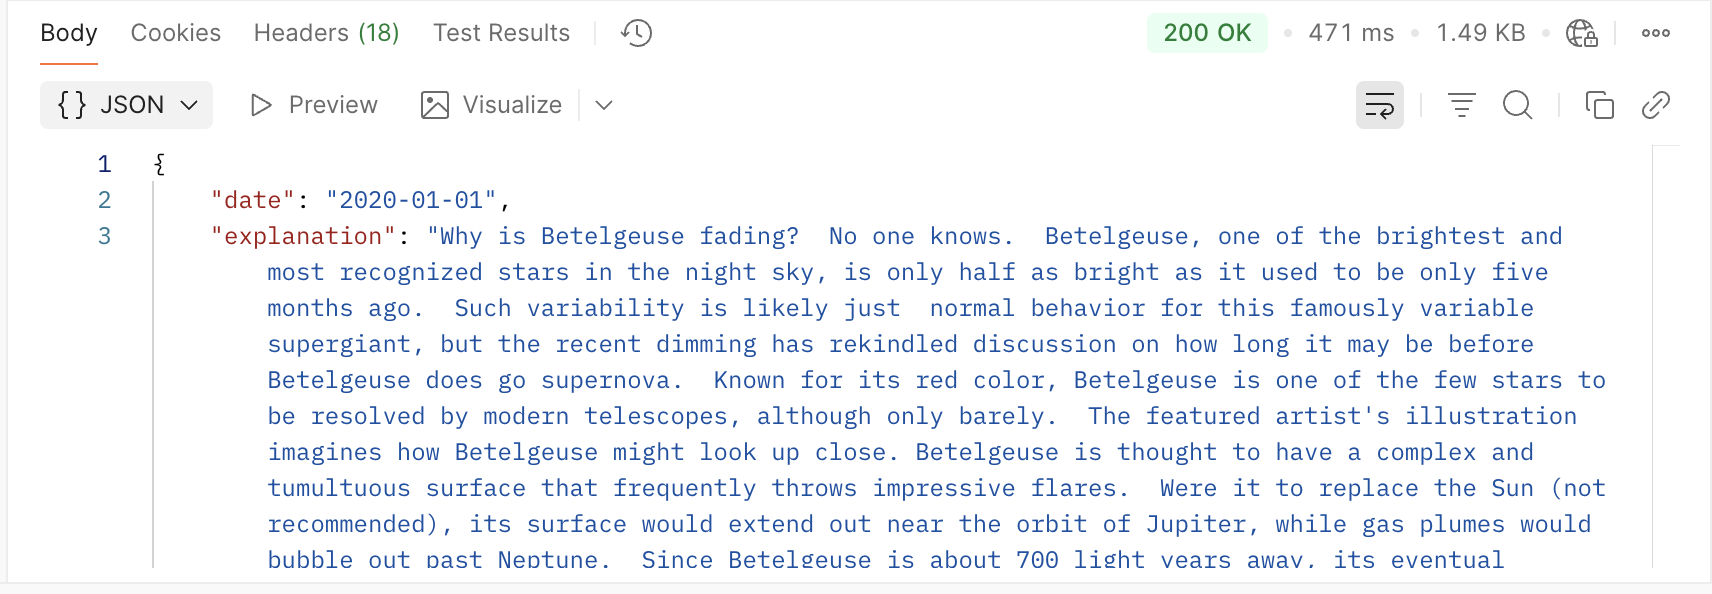 Body Cookies Headers (18) Test Results 200 OK • 471 ms • 1.49 KB •
{} JSON Preview Visualize
1 {
2 "date": "2020-01-01",
3 "explanation": "Why is Betelgeuse fading?  No one knows.  Betelgeuse, one of the brightest and
most recognized stars in the night sky, is only half as bright as it used to be only five
months ago.  Such variability is likely just  normal behavior for this famously variable
supergiant, but the recent dimming has rekindled discussion on how long it may be before
Betelgeuse does go supernova.  Known for its red color, Betelgeuse is one of the few stars to
be resolved by modern telescopes, although only barely.  The featured artist's illustration
imagines how Betelgeuse might look up close. Betelgeuse is thought to have a complex and
tumultuous surface that frequently throws impressive flares.  Were it to replace the Sun (not
recommended), its surface would extend out near the orbit of Jupiter, while gas plumes would
bubble out past Neptune.  Since Betelgeuse is about 700 light years away, its eventual